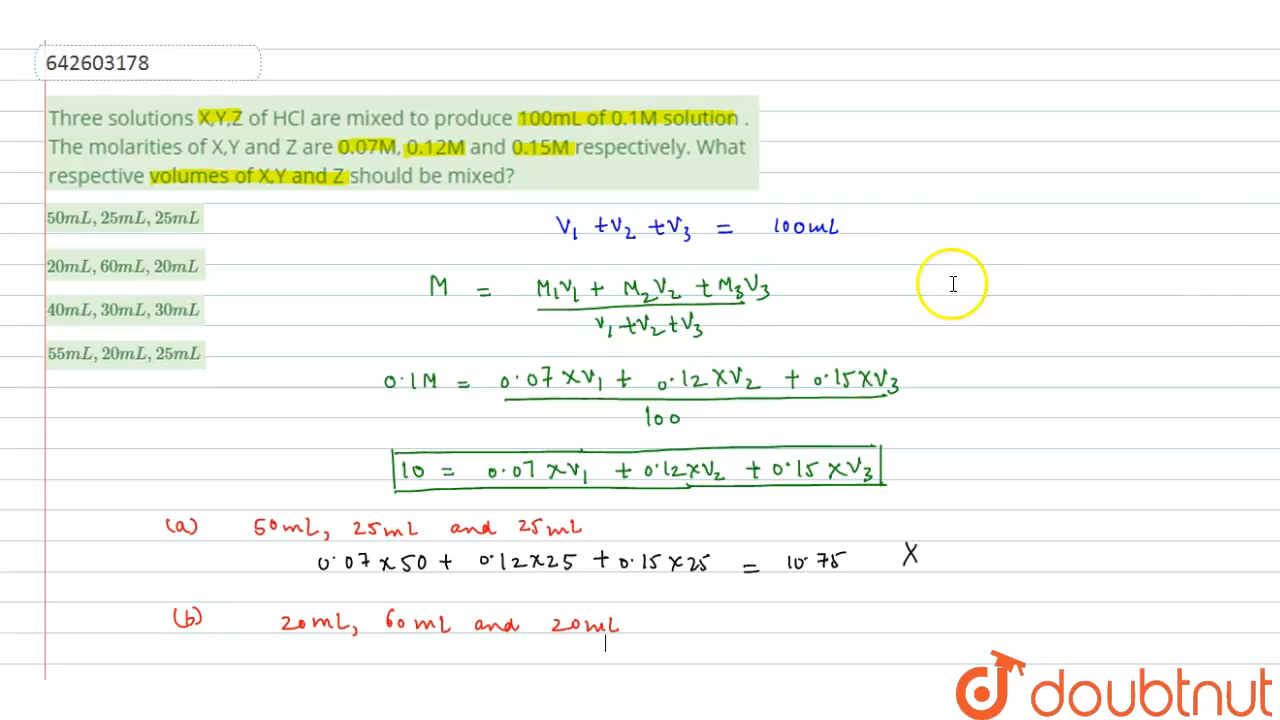 642603178
Three solutions X,Y,Z of HCl are mixed to produce 100mL of 0.1M solution .
The molarities of X,Y and Z are 0.07M, 0.12M and 0.15M respectively. What
respective volumes of X,Y and Z should be mixed?
50mL, 25mL, 25mL
V₁ + V₂ + V₃ = 100mL
20mL, 60mL, 20mL
M = M₁V₁ + M₂V₂ + M₃V₃
V₁ + V₂ + V₃
40mL, 30mL, 30mL
55mL, 20mL, 25mL
0.1M = 0.07 × V₁ + 0.12 × V₂ + 0.15 × V₃
100
10 = 0.07 × V₁ + 0.12 × V₂ + 0.15 × V₃
(a) 50mL, 25mL and 25mL
0.07 × 50 + 0.12 × 25 + 0.15 × 25 = 10.75 X
(b) 20mL, 60mL and 20mL
doubtnut